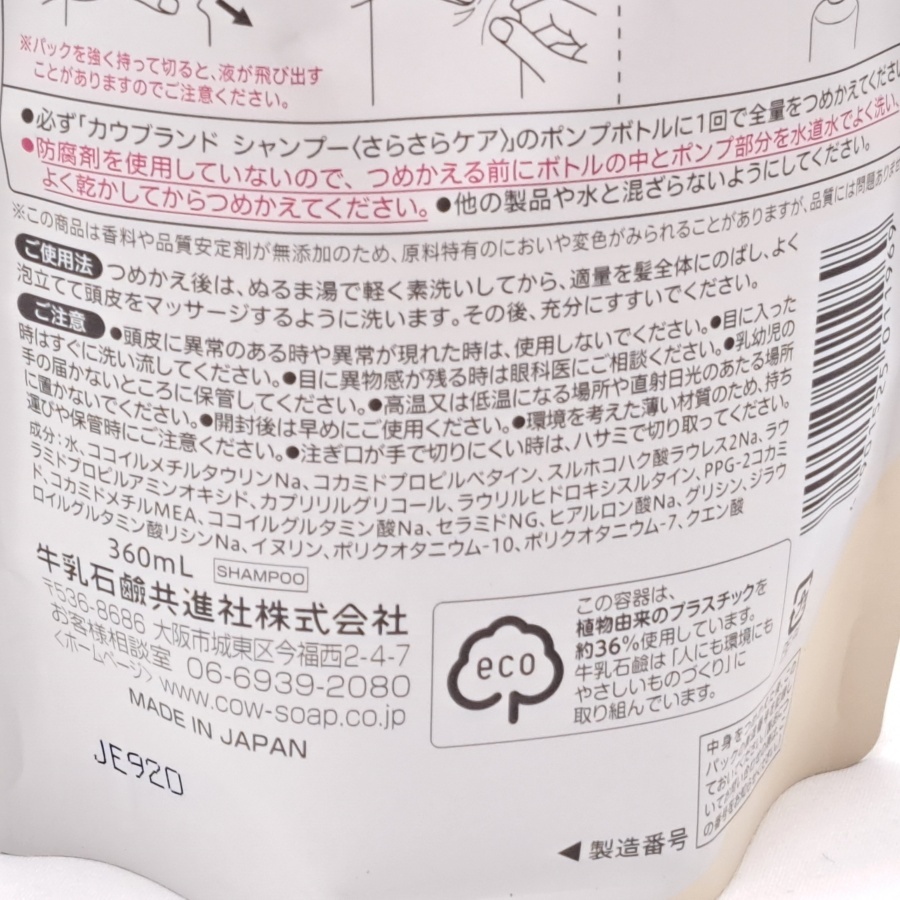 ※パックを強く持って切ると、液が飛び出す
ことがありますのでご注意ください。
●必ず「カウブランド シャンプー〈さらさらケア〉」のポンプボトルに1回で全量をつめかえてください。
●防腐剤を使用していないので、つめかえる前にボトルの中とポンプ部分を水道水でよく洗い、
よく乾かしてからつめかえてください。●他の製品や水と混ざらないようにしてください。
※この商品は香料や品質安定剤が無添加のため、原料特有のにおいや変色がみられることがありますが、品質には問題ありませ
ご使用法 つめかえ後は、ぬるま湯で軽く素洗いしてから、適量を髪全体にのばし、よく
泡立てて頭皮をマッサージするように洗います。その後、充分にすすいでください。
ご注意 ●頭皮に異常のある時や異常が現れた時は、使用しないでください。●目に入った
時はすぐに洗い流してください。●目に異物感が残る時は眼科医にご相談ください。●乳幼児の
手の届かないところに保管してください。●高温又は低温になる場所や直射日光のあたる場所
に置かないでください。●開封後は早めにご使用ください。●環境を考えた薄い材質のため、持ち
運びや保管時にご注意ください。●注ぎ口が手で切りにくい時は、ハサミで切り取ってください。
成分：水、ココイルメチルタウリンNa、コカミドプロピルベタイン、スルホコハク酸ラウレス2Na、ラウ
ラミドプロピルアミンオキシド、カプリリルグリコール、ラウリルヒドロキシスルタイン、PPG-2コカミ
ド、コカミドメチルMEA、ココイルグルタミン酸Na、セラミドNG、ヒアルロン酸Na、グリシン、ジラウ
ロイルグルタミン酸リシンNa、イヌリン、ポリクオタニウム-10、ポリクオタニウム-7、クエン酸
360mL SHAMPOO
牛乳石鹼共進社株式会社
〒536-8686 大阪市城東区今福西2-4-7
お客様相談室 06-6939-2080
〈ホームページ〉www.cow-soap.co.jp
MADE IN JAPAN
JE920
eco
この容器は、
植物由来のプラスチックを
約36%使用しています。
牛乳石鹼は「人にも環境にも
やさしいものづくり」に
取り組んでいます。
◀製造番号